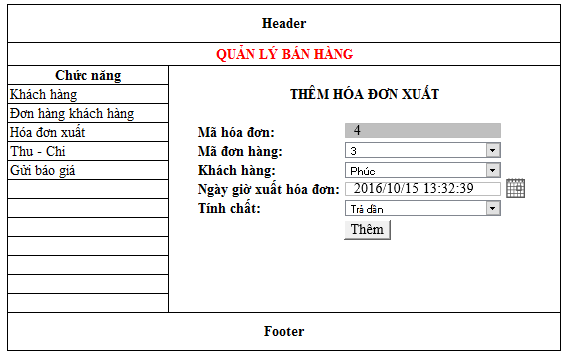 Header
QUẢN LÝ BÁN HÀNG
Chức năng
Khách hàng
Đơn hàng khách hàng
Hóa đơn xuất
Thu - Chi
Gửi báo giá
THÊM HÓA ĐƠN XUẤT
Mã hóa đơn: 4
Mã đơn hàng: 3
Khách hàng: Phúc
Ngày giờ xuất hóa đơn: 2016/10/15 13:32:39
Tính chất: Trả dần
Thêm
Footer